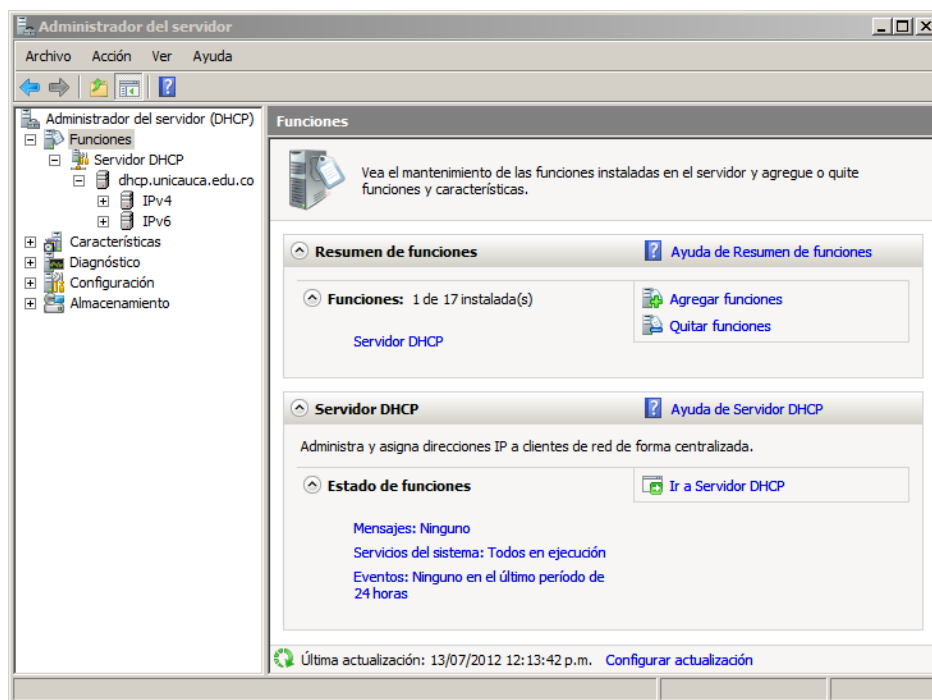 Administrador del servidor
Archivo Acción Ver Ayuda
Administrador del servidor (DHCP)
Funciones
Servidor DHCP
dhcp.unicauca.edu.co
IPv4
IPv6
Características
Diagnóstico
Configuración
Almacenamiento
Funciones
Vea el mantenimiento de las funciones instaladas en el servidor y agregue o quite
funciones y características.
Resumen de funciones
Ayuda de Resumen de funciones
Funciones: 1 de 17 instalada(s)
Agregar funciones
Quitar funciones
Servidor DHCP
Servidor DHCP
Ayuda de Servidor DHCP
Administra y asigna direcciones IP a clientes de red de forma centralizada.
Estado de funciones
Ir a Servidor DHCP
Mensajes: Ninguno
Servicios del sistema: Todos en ejecución
Eventos: Ninguno en el último período de
24 horas
Última actualización: 13/07/2012 12:13:42 p.m. Configurar actualización